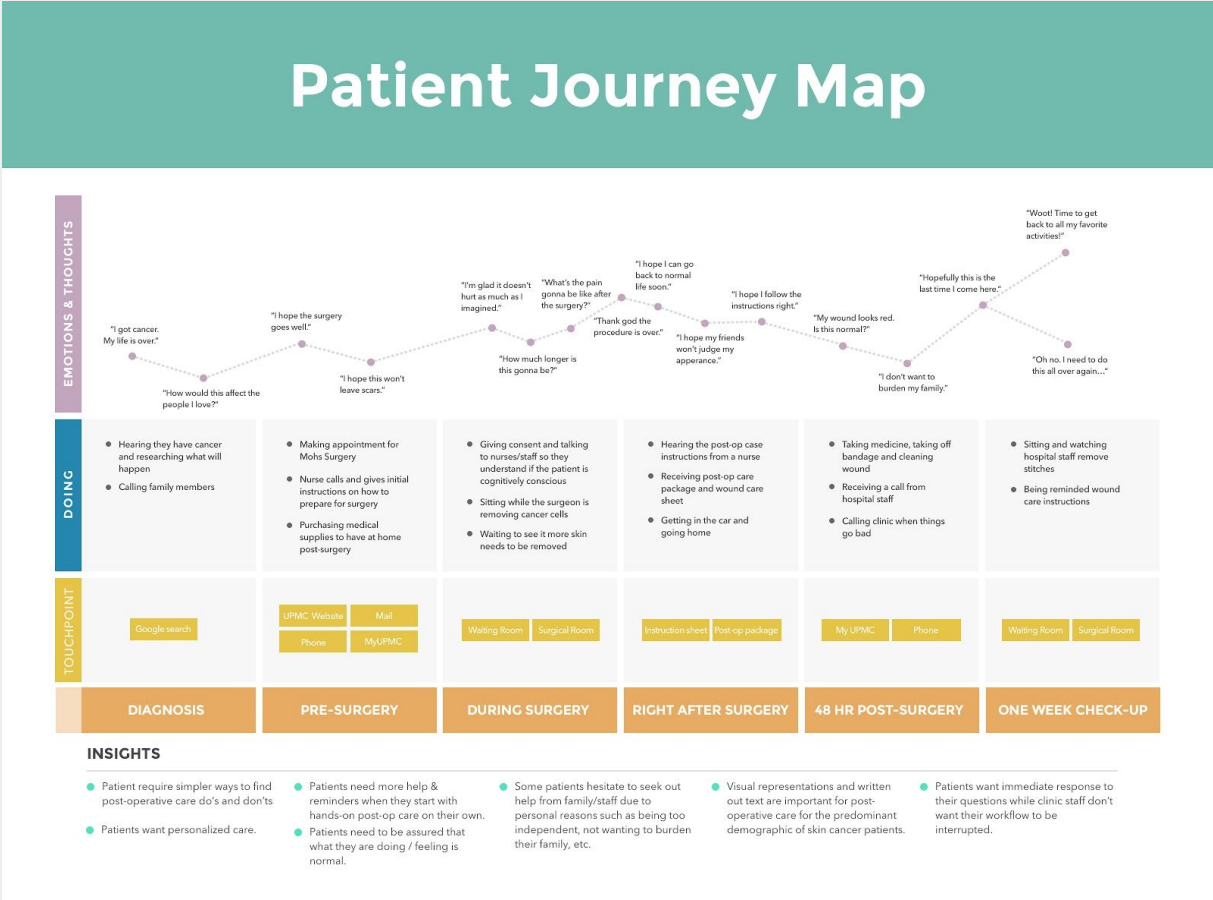 Patient Journey Map
EMOTIONS & THOUGHTS
"I got cancer.
My life is over."
"How would this affect the
people I love?"
"I hope the surgery
goes well."
"I hope this won't
leave scars."
"I'm glad it doesn't
hurt as much as I
imagined."
"How much longer is
this gonna be?"
"What's the pain
gonna be like after
the surgery?"
"Thank god the
procedure is over."
"I hope I can go
back to normal
life soon."
"I hope my friends
won't judge my
apperance."
"I hope I follow the
instructions right."
"My wound looks red.
Is this normal?"
"I don't want to
burden my family."
"Hopefully this is the
last time I come here."
"Woot! Time to get
back to all my favorite
activities!"
"Oh no. I need to do
this all over again..."
DOING
Hearing they have cancer
and researching what will
happen
Calling family members
Making appointment for
Mohs Surgery
Nurse calls and gives initial
instructions on how to
prepare for surgery
Purchasing medical
supplies to have at home
post-surgery
Giving consent and talking
to nurses/staff so they
understand if the patient is
cognitively conscious
Sitting while the surgeon is
removing cancer cells
Waiting to see it more skin
needs to be removed
Hearing the post-op case
instructions from a nurse
Receiving post-op care
package and wound care
sheet
Getting in the car and
going home
Taking medicine, taking off
bandage and cleaning
wound
Receiving a call from
hospital staff
Calling clinic when things
go bad
Sitting and watching
hospital staff remove
stitches
Being reminded wound
care instructions
TOUCHPOINT
Google search
UPMC Website
Mail
Phone
MyUPMC
Waiting Room
Surgical Room
Instruction sheet
Post-op package
My UPMC
Phone
Waiting Room
Surgical Room
DIAGNOSIS
PRE-SURGERY
DURING SURGERY
RIGHT AFTER SURGERY
48 HR POST-SURGERY
ONE WEEK CHECK-UP
INSIGHTS
Patient require simpler ways to find
post-operative care do's and don'ts
Patients want personalized care.
Patients need more help &
reminders when they start with
hands-on post-op care on their own.
Patients need to be assured that
what they are doing / feeling is
normal.
Some patients hesitate to seek out
help from family/staff due to
personal reasons such as being too
independent, not wanting to burden
their family, etc.
Visual representations and written
out text are important for post-
operative care for the predominant
demographic of skin cancer patients.
Patients want immediate response to
their questions while clinic staff don't
want their workflow to be
interrupted.